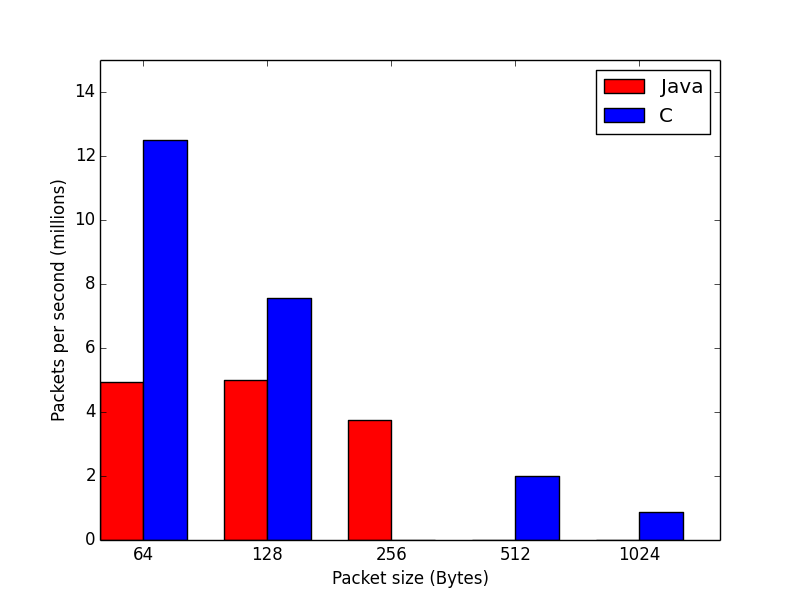 Java
C
14
12
10
8
6
4
2
0
Packets per second (millions)
64 128 256 512 1024
Packet size (Bytes)